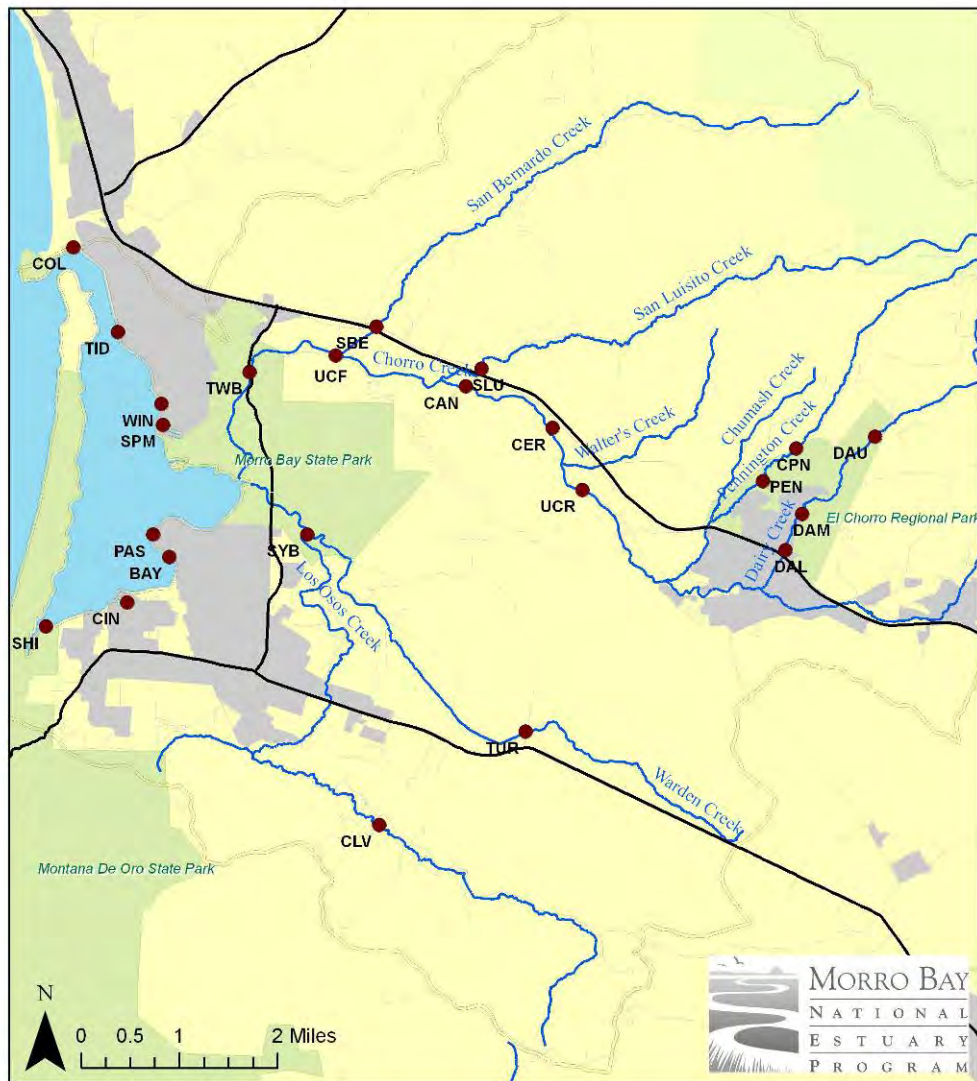 San Bernardo Creek
San Luisito Creek
COL
TID
SBE
UCF
Chorro Creek
SLU
TWB
CAN
WIN
SPM
CER
Walter's Creek
Chumash Creek
Pennington Creek
CPN
DAU
Morro Bay State Park
PEN
UCR
DAM
El Chorro Regional Park
PAS
SYB
BAY
Dairy Creek
DAL
Los Osos Creek
CIN
SHI
TUR
Warden Creek
CLV
Montana De Oro State Park
N
0 0.5 1 2 Miles
MORRO BAY
NATIONAL
ESTUARY
PROGRAM